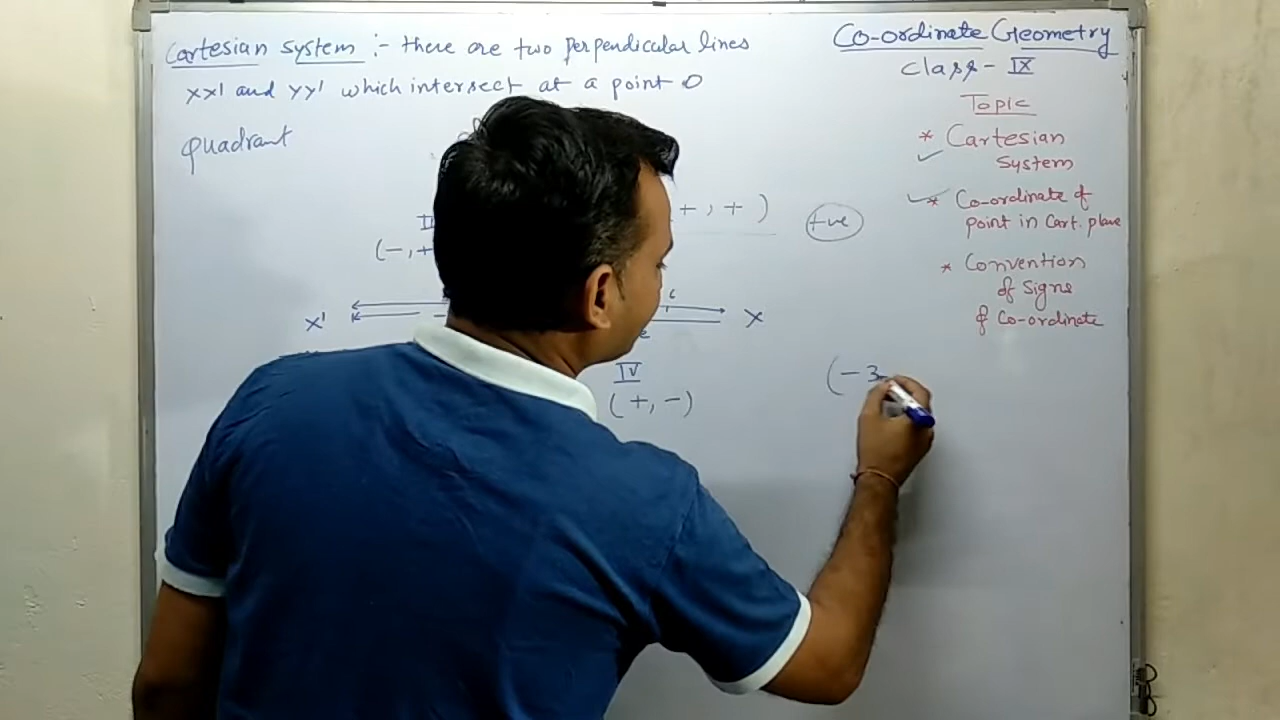 Cartesian System :- there are two perpendicular lines
XX' and YY' which intersect at a point O
quadrant
Co-ordinate Geometry
Class - IX
Topic
* Cartesian
System
* Co-ordinate of
point in Cart. plane
* Convention
of Signs
of Co-ordinate
+, +)
+ve
(-, +
X'
X
IV
(+, -)
(-3